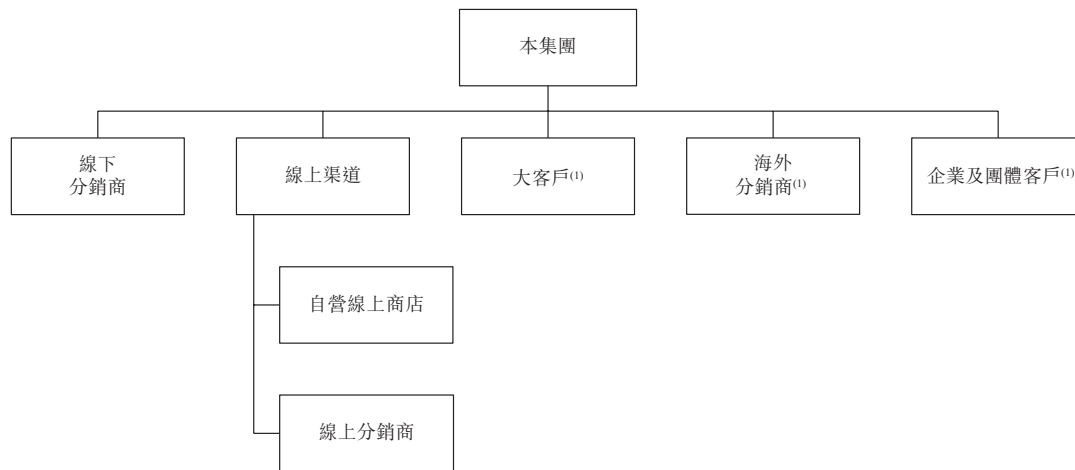 本集團
線下
分銷商
線上渠道
大客戶(1)
海外
分銷商(1)
企業及團體客戶(1)
自營線上商店
線上分銷商